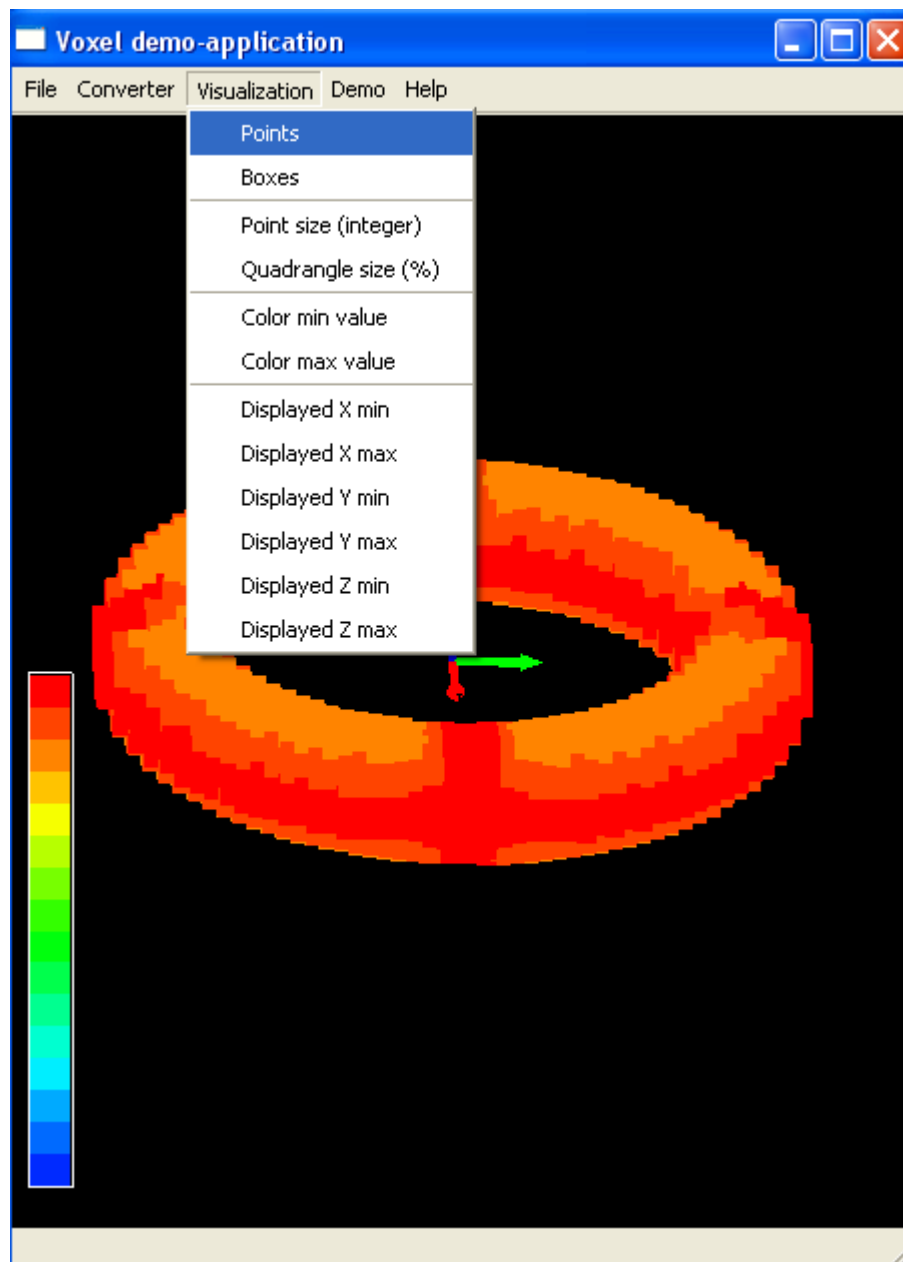 Voxel demo-application
File Converter Visualization Demo Help
Points
Boxes
Point size (integer)
Quadrangle size (%)
Color min value
Color max value
Displayed X min
Displayed X max
Displayed Y min
Displayed Y max
Displayed Z min
Displayed Z max